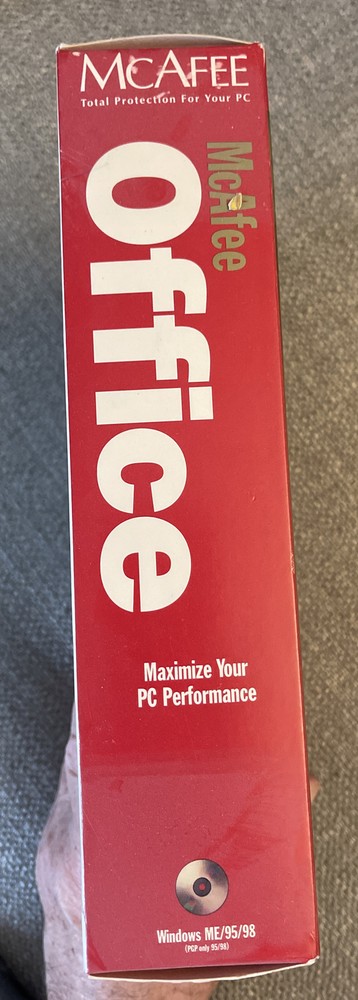 McAFEE
Total Protection For Your PC
McAfee
Office
Maximize Your
PC Performance
Windows ME/95/98
(PGP only 95/98)